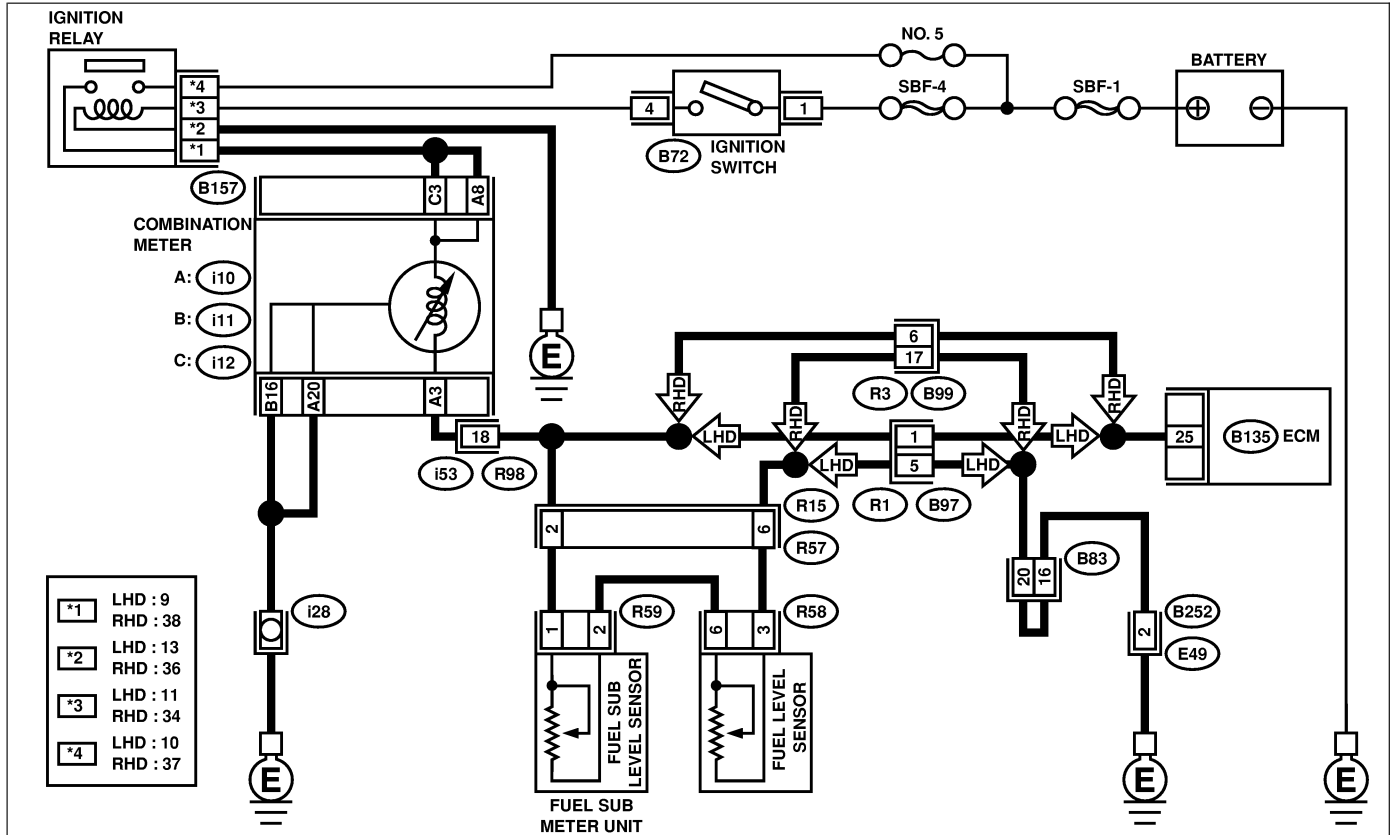 IGNITION
RELAY
*4
*3
*2
*1
B157
NO. 5
SBF-4
SBF-1
BATTERY
4
1
B72
IGNITION
SWITCH
C3
A8
COMBINATION
METER
A: i10
B: i11
C: i12
B16
A20
A3
E
18
i53
R98
6
17
R3
B99
RHD
RHD
RHD
RHD
LHD
LHD
LHD
LHD
1
5
R1
B97
25
B135
ECM
2
6
R15
R57
20
16
B83
1
2
R59
6
3
R58
2
B252
E49
i28
FUEL SUB
LEVEL SENSOR
FUEL LEVEL
SENSOR
FUEL SUB
METER UNIT
*1
LHD : 9
RHD : 38
*2
LHD : 13
RHD : 36
*3
LHD : 11
RHD : 34
*4
LHD : 10
RHD : 37
E
E
E